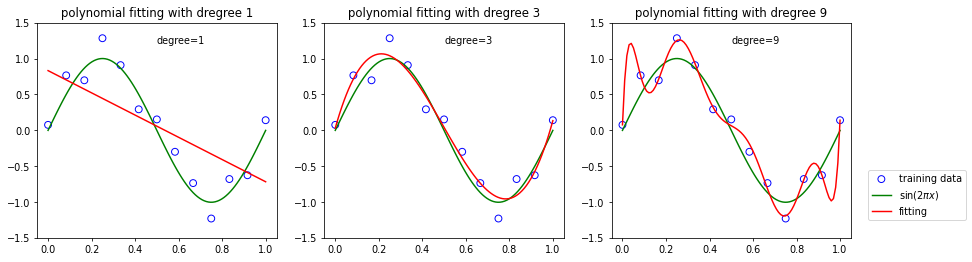 polynomial fitting with dregree 1
degree=1
1.5
1.0
0.5
0.0
−0.5
−1.0
−1.5
0.0 0.2 0.4 0.6 0.8 1.0
polynomial fitting with dregree 3
degree=3
1.5
1.0
0.5
0.0
−0.5
−1.0
−1.5
0.0 0.2 0.4 0.6 0.8 1.0
polynomial fitting with dregree 9
degree=9
1.5
1.0
0.5
0.0
−0.5
−1.0
−1.5
0.0 0.2 0.4 0.6 0.8 1.0
training data
sin(2πx)
fitting